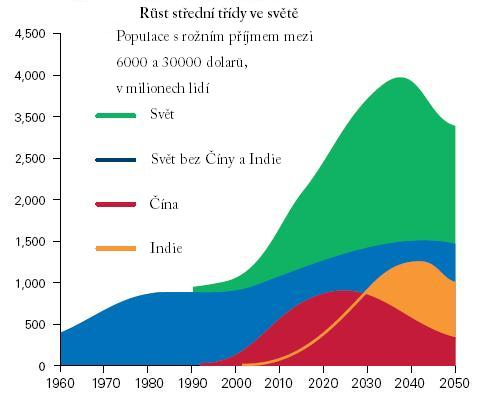 Růst střední třídy ve světě
Populace s rožním příjmem mezi
6000 a 30000 dolarů,
v milionech lidí
Svět
Svět bez Číny a Indie
Čína
Indie
4,500
4,000
3,500
3,000
2,500
2,000
1,500
1,000
500
0
1960 1970 1980 1990 2000 2010 2020 2030 2040 2050